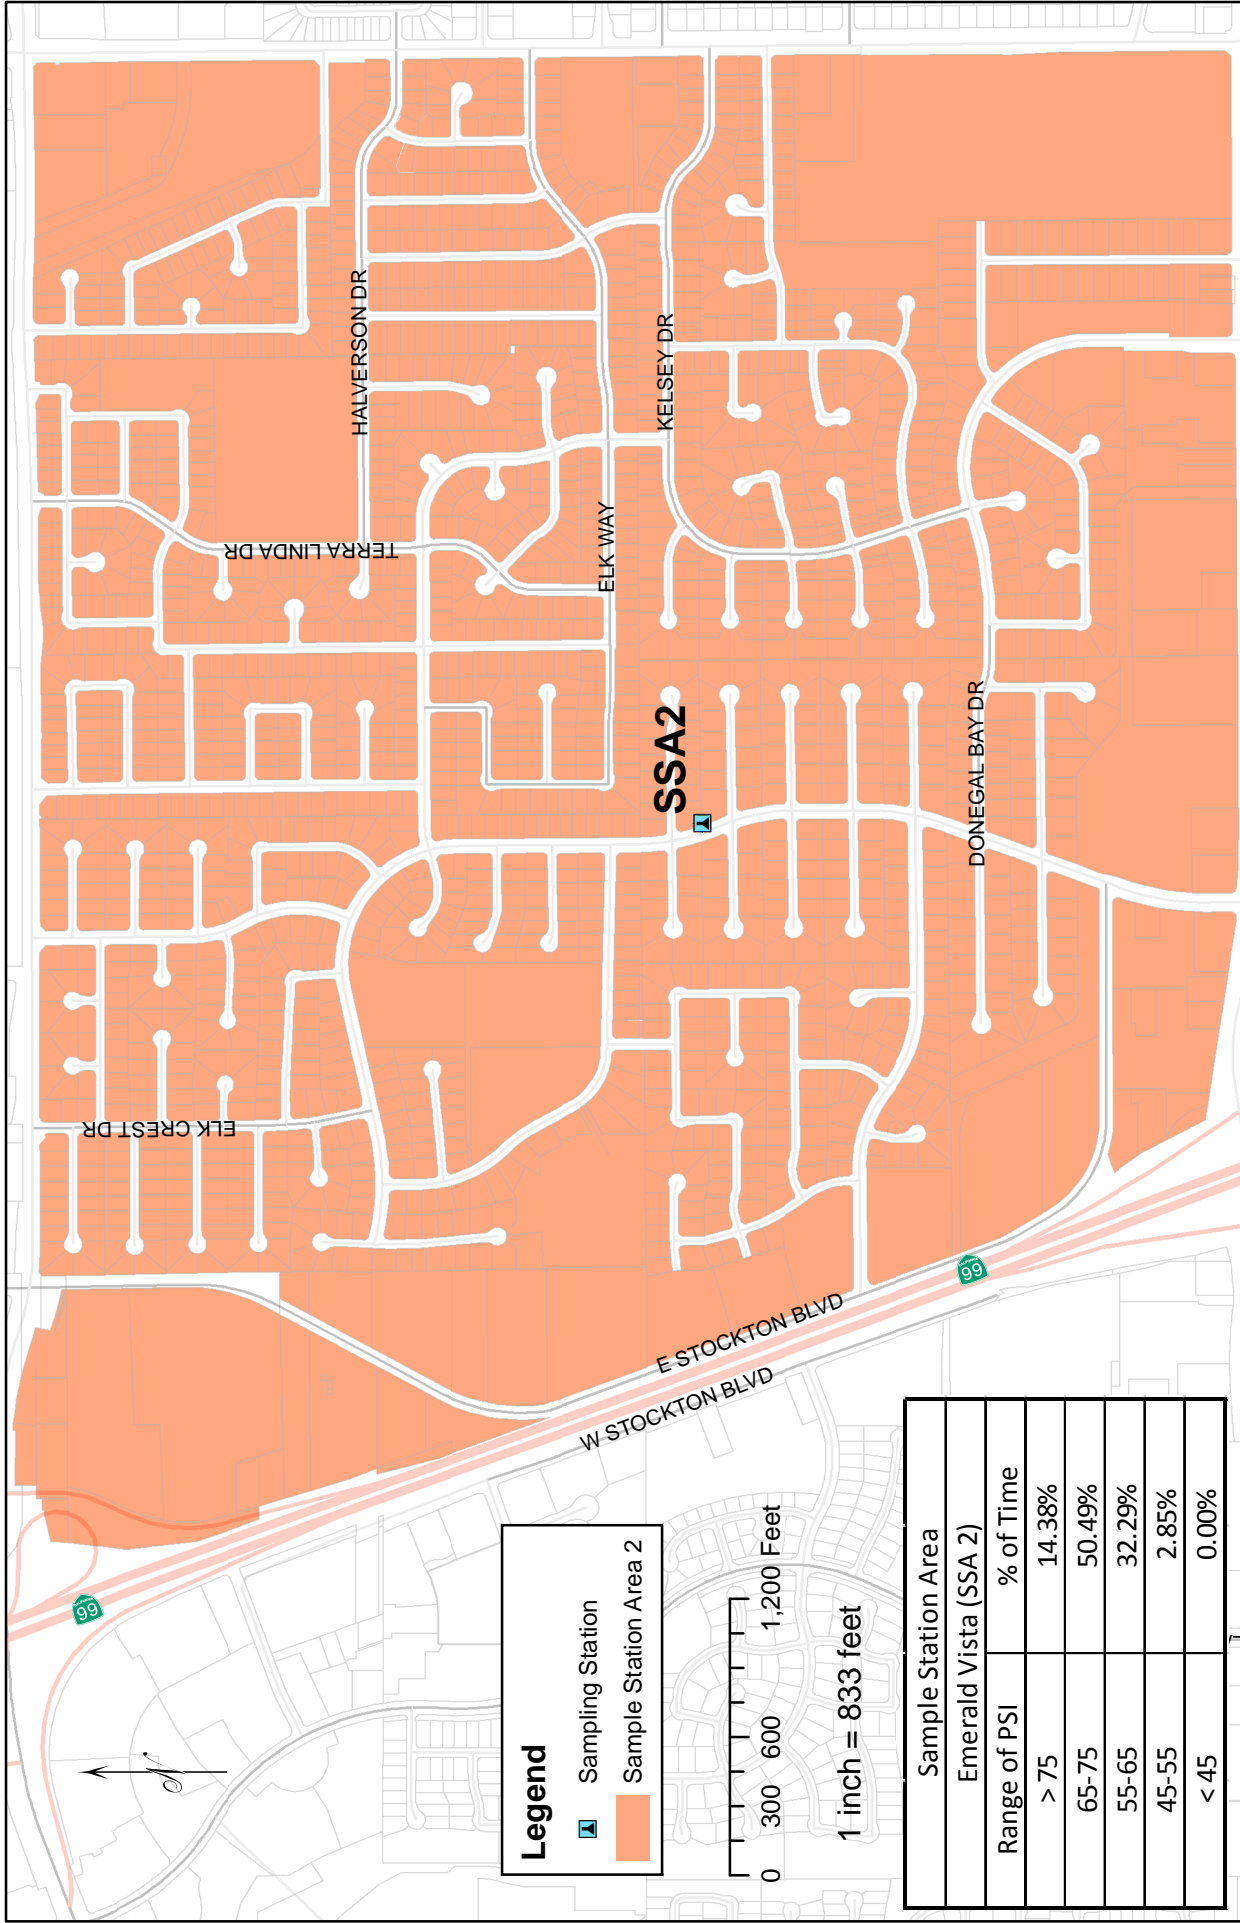 HALVERSON DR
TERRA LINDA DR
ELK CREST DR
ELK WAY
KELSEY DR
SSA2
DONEGAL BAY DR
E STOCKTON BLVD
W STOCKTON BLVD
99
99
Legend
Sampling Station
Sample Station Area 2
0 300 600 1,200 Feet
1 inch = 833 feet
Sample Station Area
Emerald Vista (SSA 2)
Range of PSI % of Time
> 75 14.38%
65-75 50.49%
55-65 32.29%
45-55 2.85%
< 45 0.00%